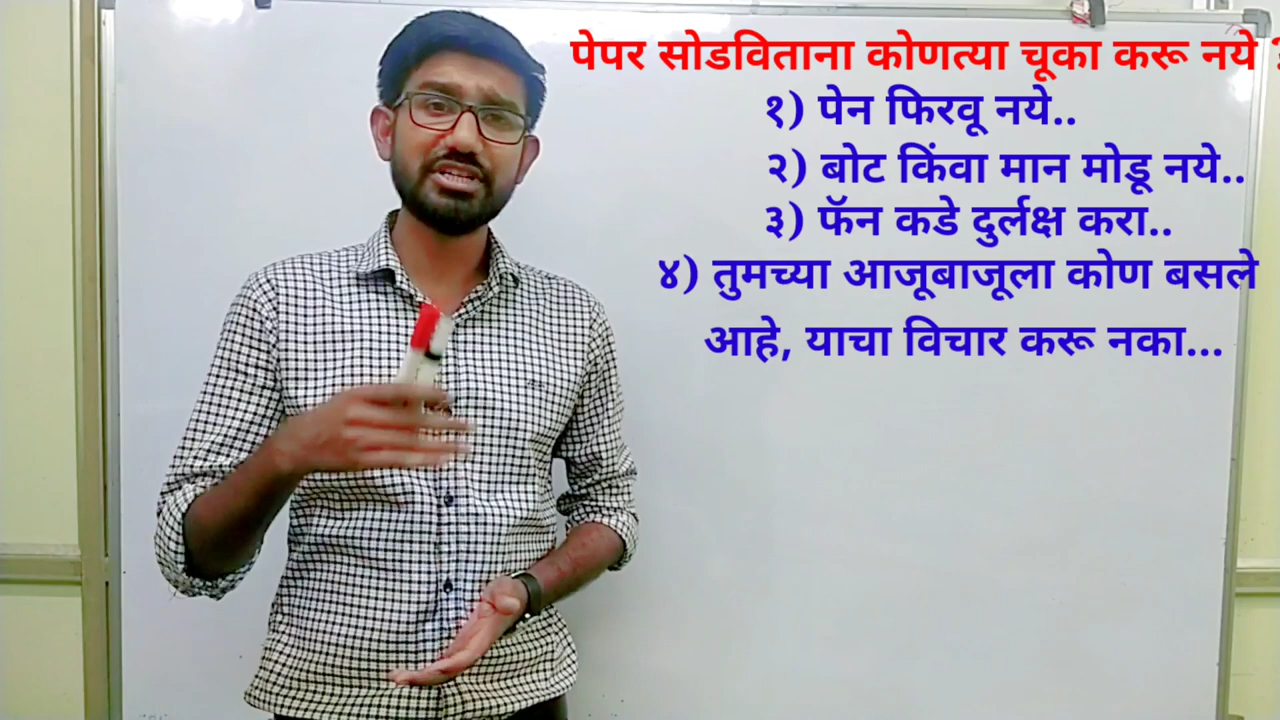 पेपर सोडविताना कोणत्या चूका करू नये ?
१) पेन फिरवू नये..
२) बोट किंवा मान मोडू नये..
३) फॅन कडे दुर्लक्ष करा..
४) तुमच्या आजूबाजूला कोण बसले
आहे, याचा विचार करू नका...